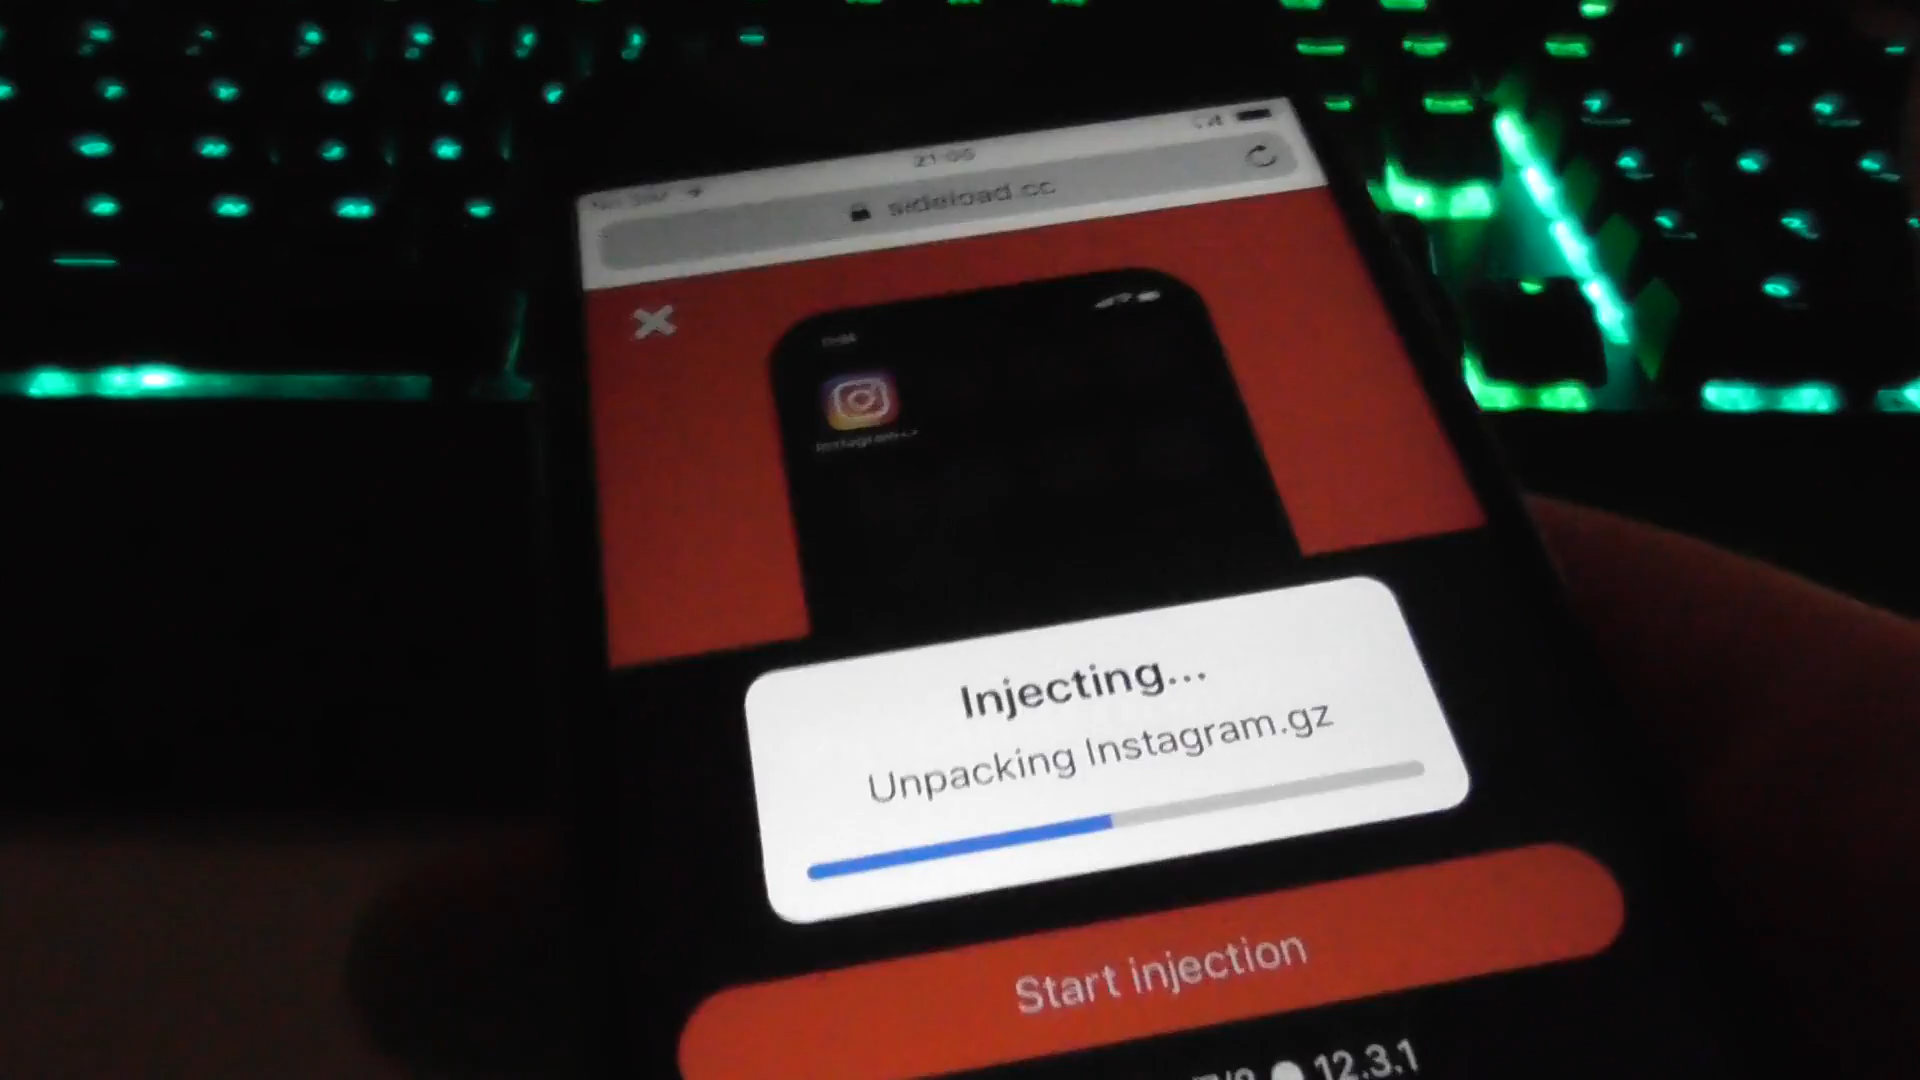 sideload.cc
Injecting...
Unpacking Instagram.gz
Start injection
12.3.1